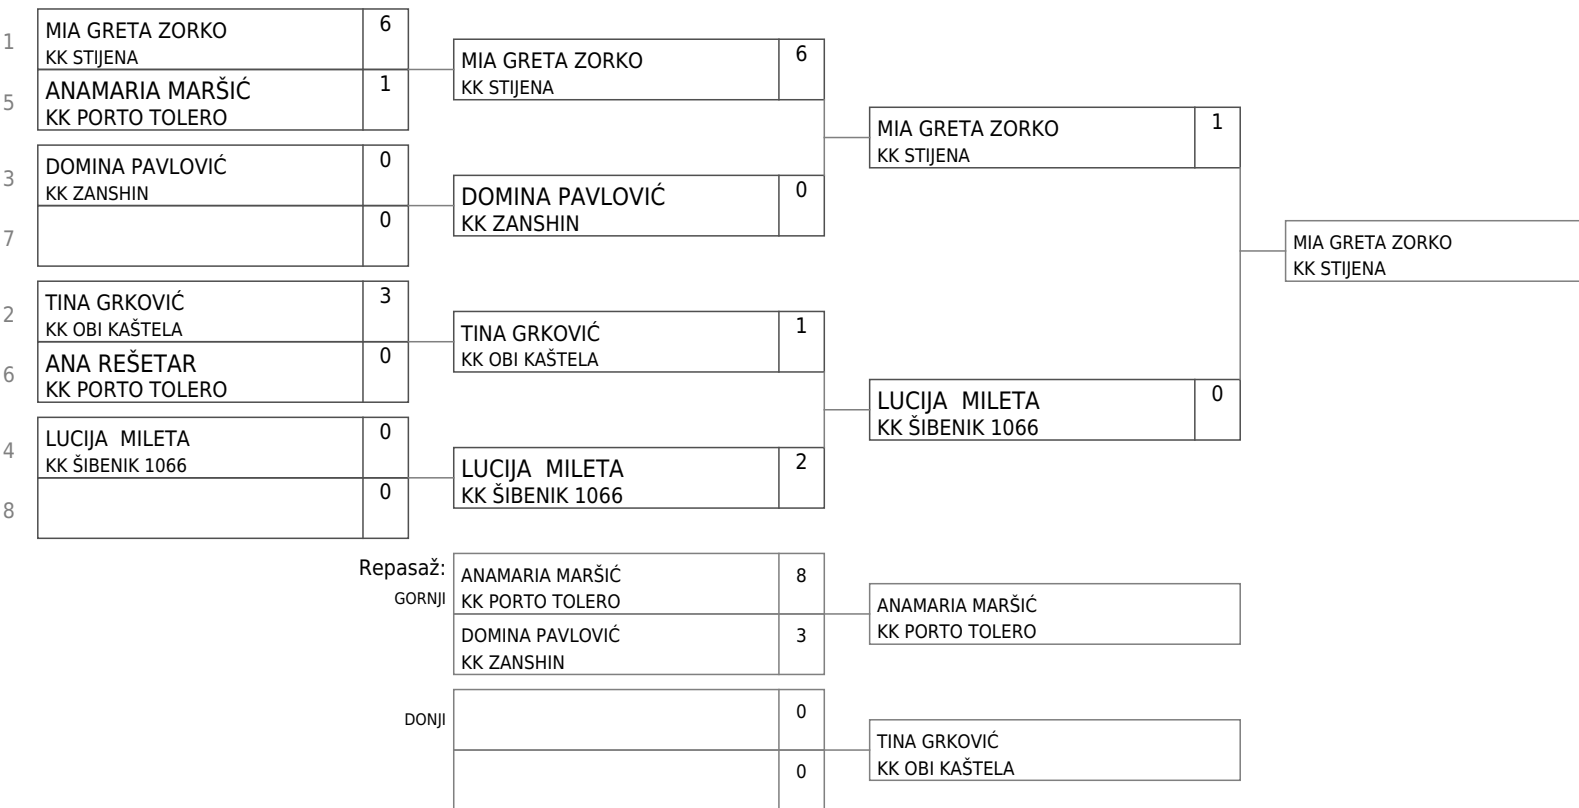 1
MIA GRETA ZORKO 6
KK STIJENA
5
ANAMARIA MARŠIĆ 1
KK PORTO TOLERO
3
DOMINA PAVLOVIĆ 0
KK ZANSHIN
7
0
2
TINA GRKOVIĆ 3
KK OBI KAŠTELA
6
ANA REŠETAR 0
KK PORTO TOLERO
4
LUCIJA MILETA 0
KK ŠIBENIK 1066
8
0
MIA GRETA ZORKO 6
KK STIJENA
DOMINA PAVLOVIĆ 0
KK ZANSHIN
TINA GRKOVIĆ 1
KK OBI KAŠTELA
LUCIJA MILETA 2
KK ŠIBENIK 1066
MIA GRETA ZORKO 1
KK STIJENA
LUCIJA MILETA 0
KK ŠIBENIK 1066
MIA GRETA ZORKO
KK STIJENA
Repasaž:
GORNJI
ANAMARIA MARŠIĆ 8
KK PORTO TOLERO
DOMINA PAVLOVIĆ 3
KK ZANSHIN
ANAMARIA MARŠIĆ
KK PORTO TOLERO
DONJI
0
0
TINA GRKOVIĆ
KK OBI KAŠTELA